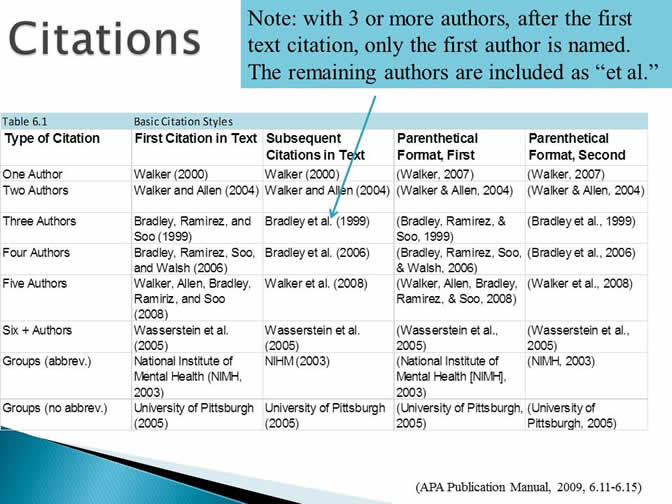 Citations
Note: with 3 or more authors, after the first
text citation, only the first author is named.
The remaining authors are included as “et al.”
Table 6.1 Basic Citation Styles
Type of Citation First Citation in Text Subsequent Citations in Text Parenthetical Format, First Parenthetical Format, Second
One Author Walker (2000) Walker (2000) (Walker, 2007) (Walker, 2007)
Two Authors Walker and Allen (2004) Walker and Allen (2004) (Walker & Allen, 2004) (Walker & Allen, 2004)
Three Authors Bradley, Ramirez, and Soo (1999) Bradley et al. (1999) (Bradley, Ramirez, & Soo, 1999) (Bradley et al., 1999)
Four Authors Bradley, Ramirez, Soo, and Walsh (2006) Bradley et al. (2006) (Bradley, Ramirez, Soo, & Walsh, 2006) (Bradley et al., 2006)
Five Authors Walker, Allen, Bradley, Ramiriz, and Soo (2008) Walker et al. (2008) (Walker, Allen, Bradley, Ramirez, & Soo, 2008) (Walker et al., 2008)
Six + Authors Wasserstein et al. (2005) Wasserstein et al. (2005) (Wasserstein et al., 2005) (Wasserstein et al., 2005)
Groups (abbrev.) National Institute of Mental Health (NIMH, 2003) NIHM (2003) (National Institute of Mental Health [NIMH], 2003) (NIMH, 2003)
Groups (no abbrev.) University of Pittsburgh (2005) University of Pittsburgh (2005) (University of Pittsburgh, 2005) (University of Pittsburgh, 2005)
(APA Publication Manual, 2009, 6.11-6.15)